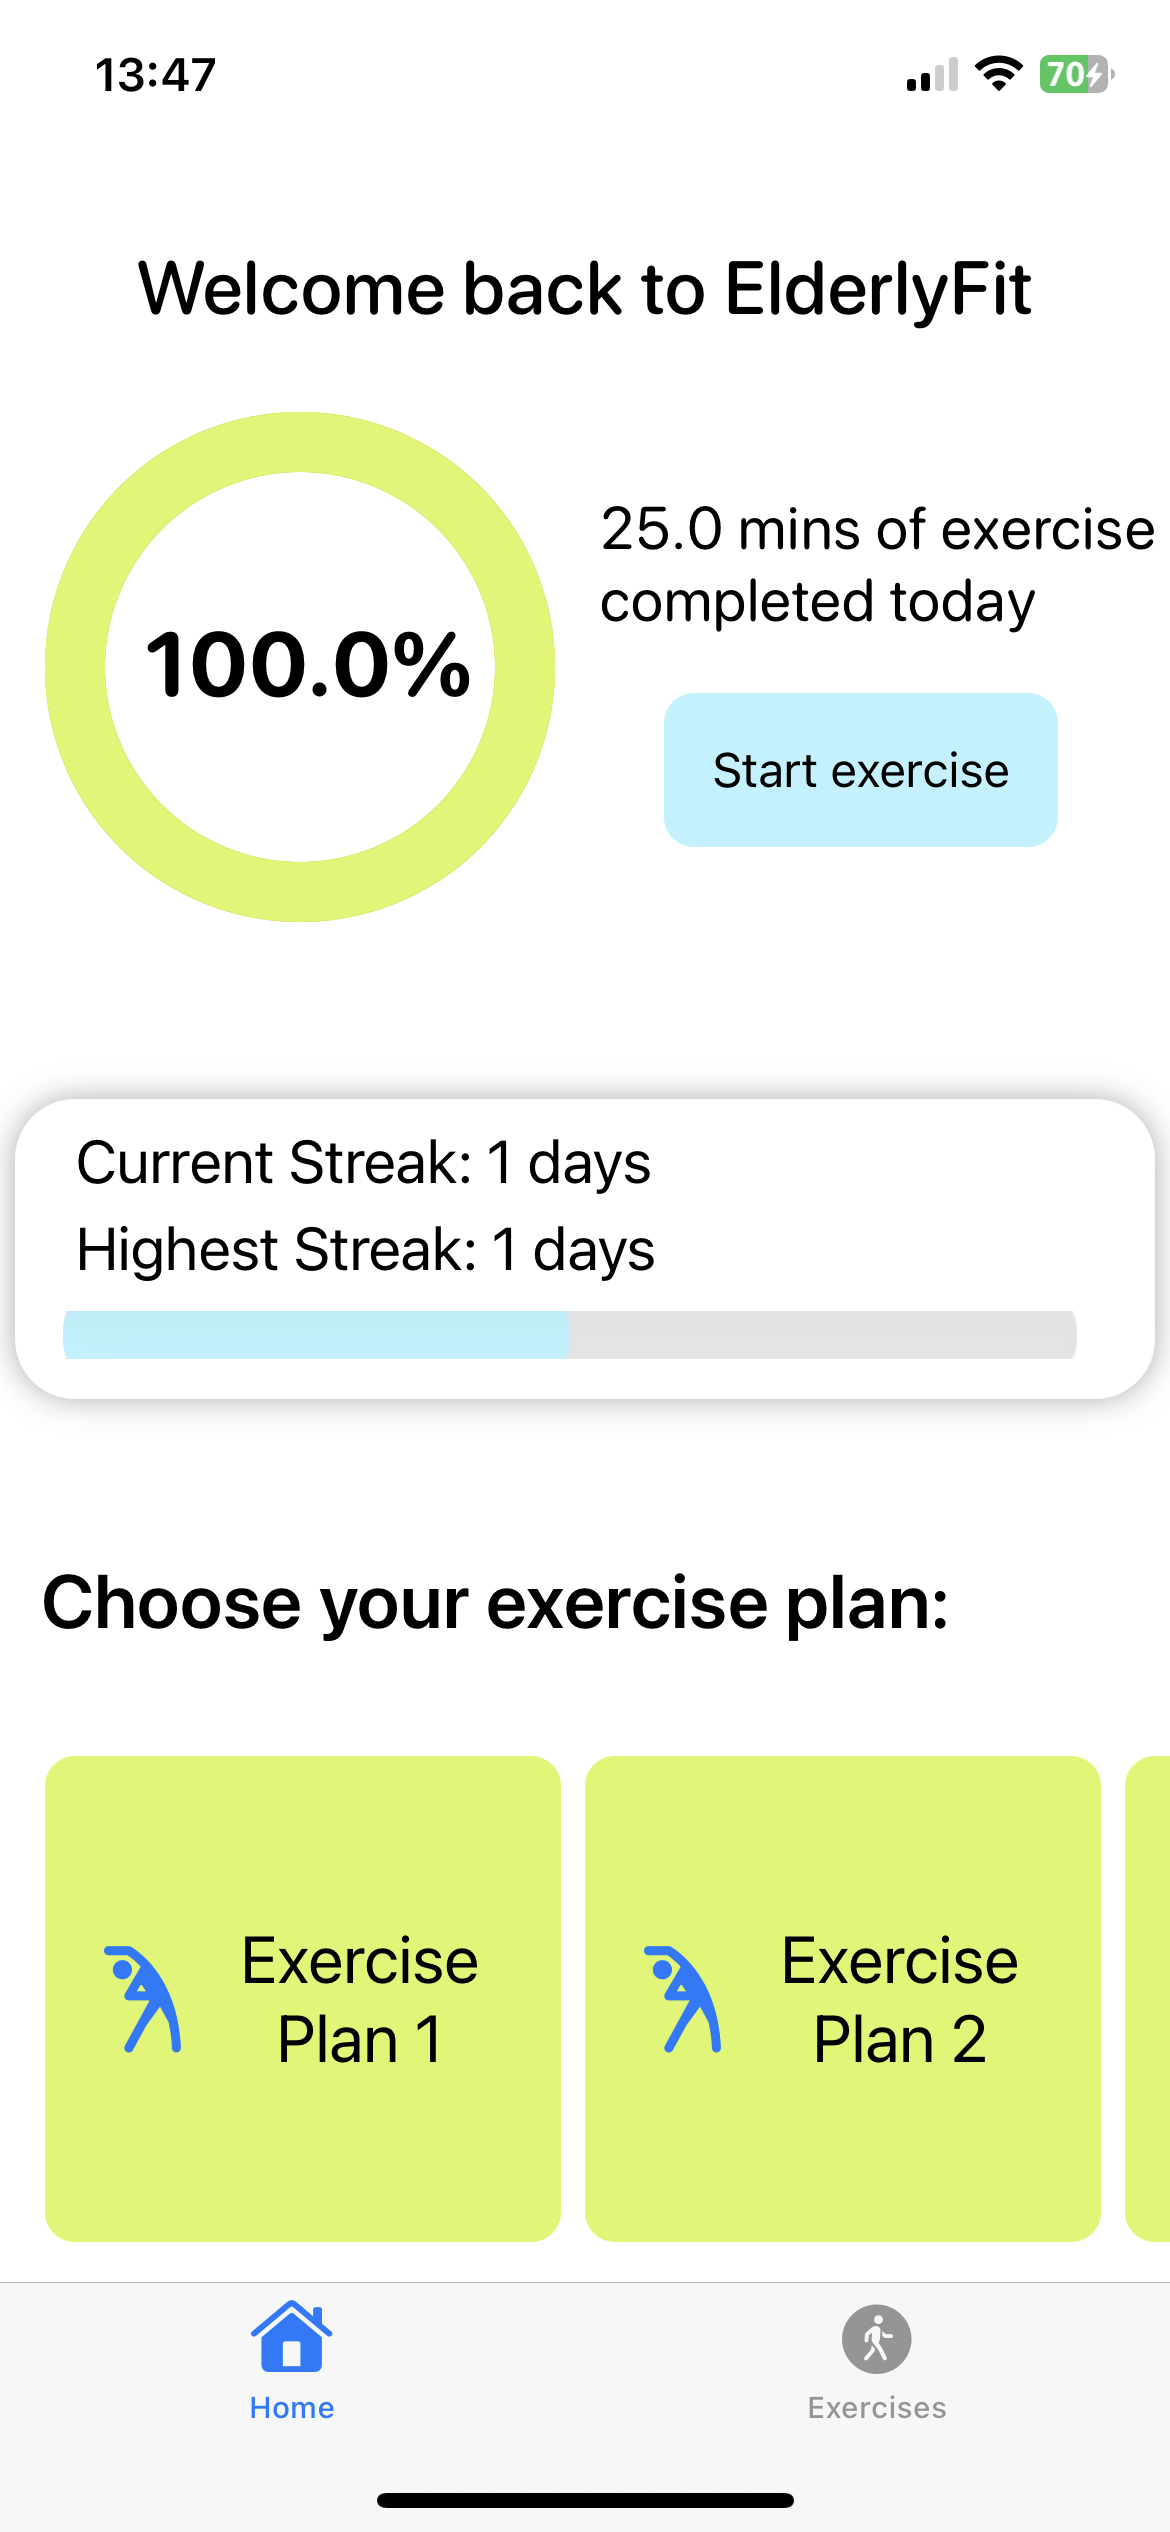 13:47
70
Welcome back to ElderlyFit
100.0%
25.0 mins of exercise
completed today
Start exercise
Current Streak: 1 days
Highest Streak: 1 days
Choose your exercise plan:
Exercise
Plan 1
Exercise
Plan 2
Home
Exercises